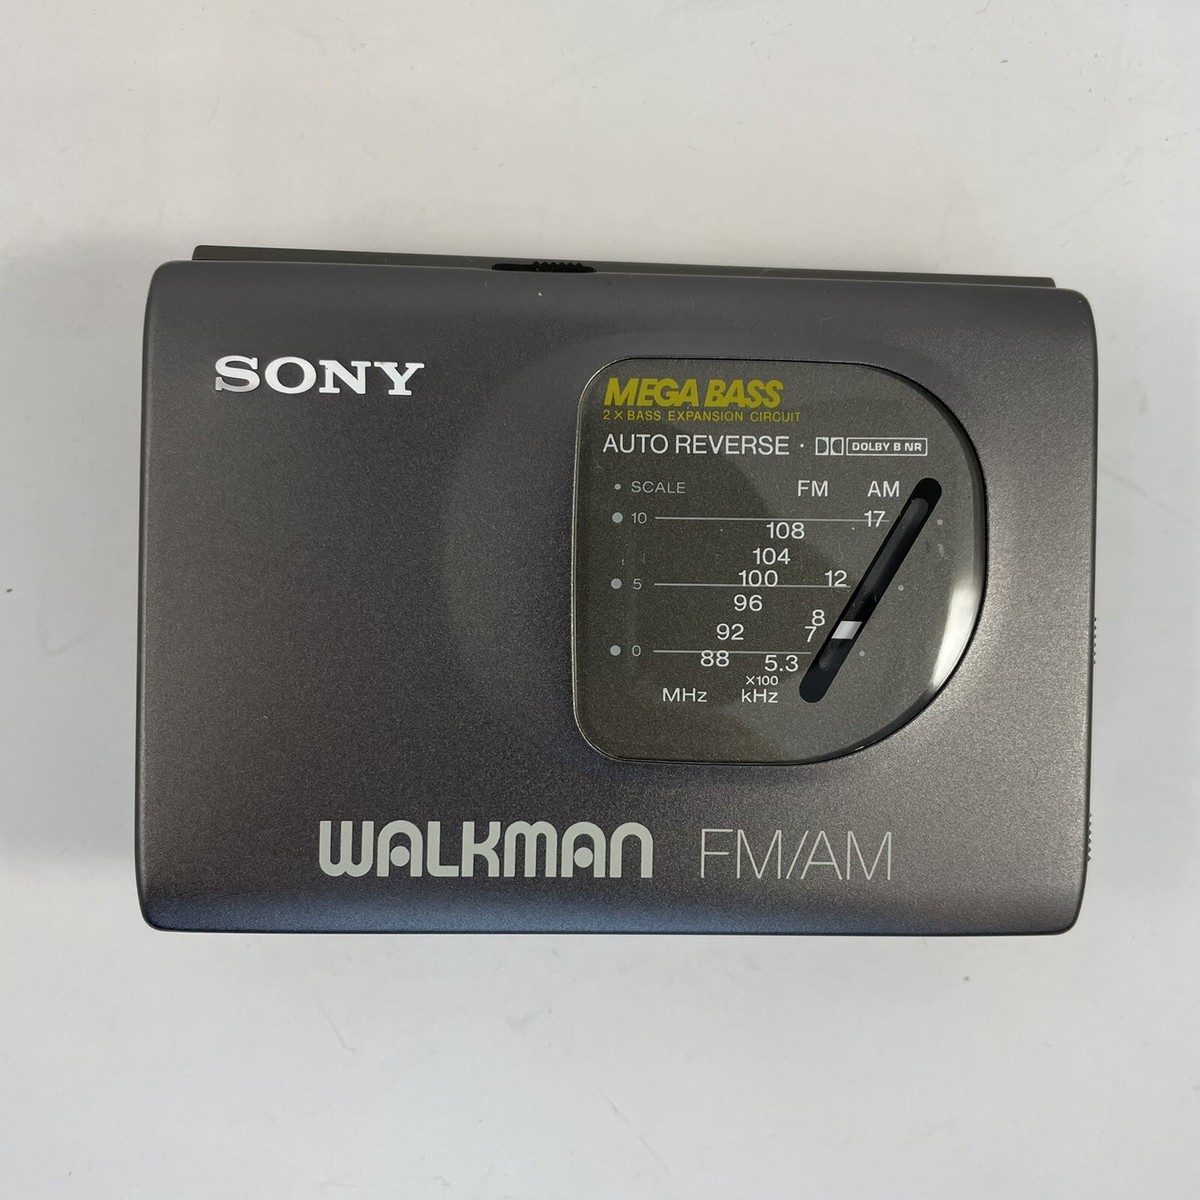 SONY
MEGA BASS
2 × BASS EXPANSION CIRCUIT
AUTO REVERSE · DOLBY B NR
• SCALE FM AM
10 17
108
104
100 12
5
96
8
92 7
0 88 5.3
×100
MHz kHz
WALKMAN FM/AM